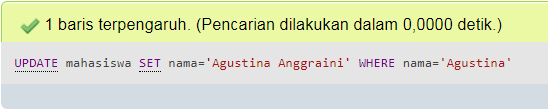 1 baris terpengaruh. (Pencarian dilakukan dalam 0,0000 detik.)
UPDATE mahasiswa SET nama='Agustina Anggraini' WHERE nama='Agustina'